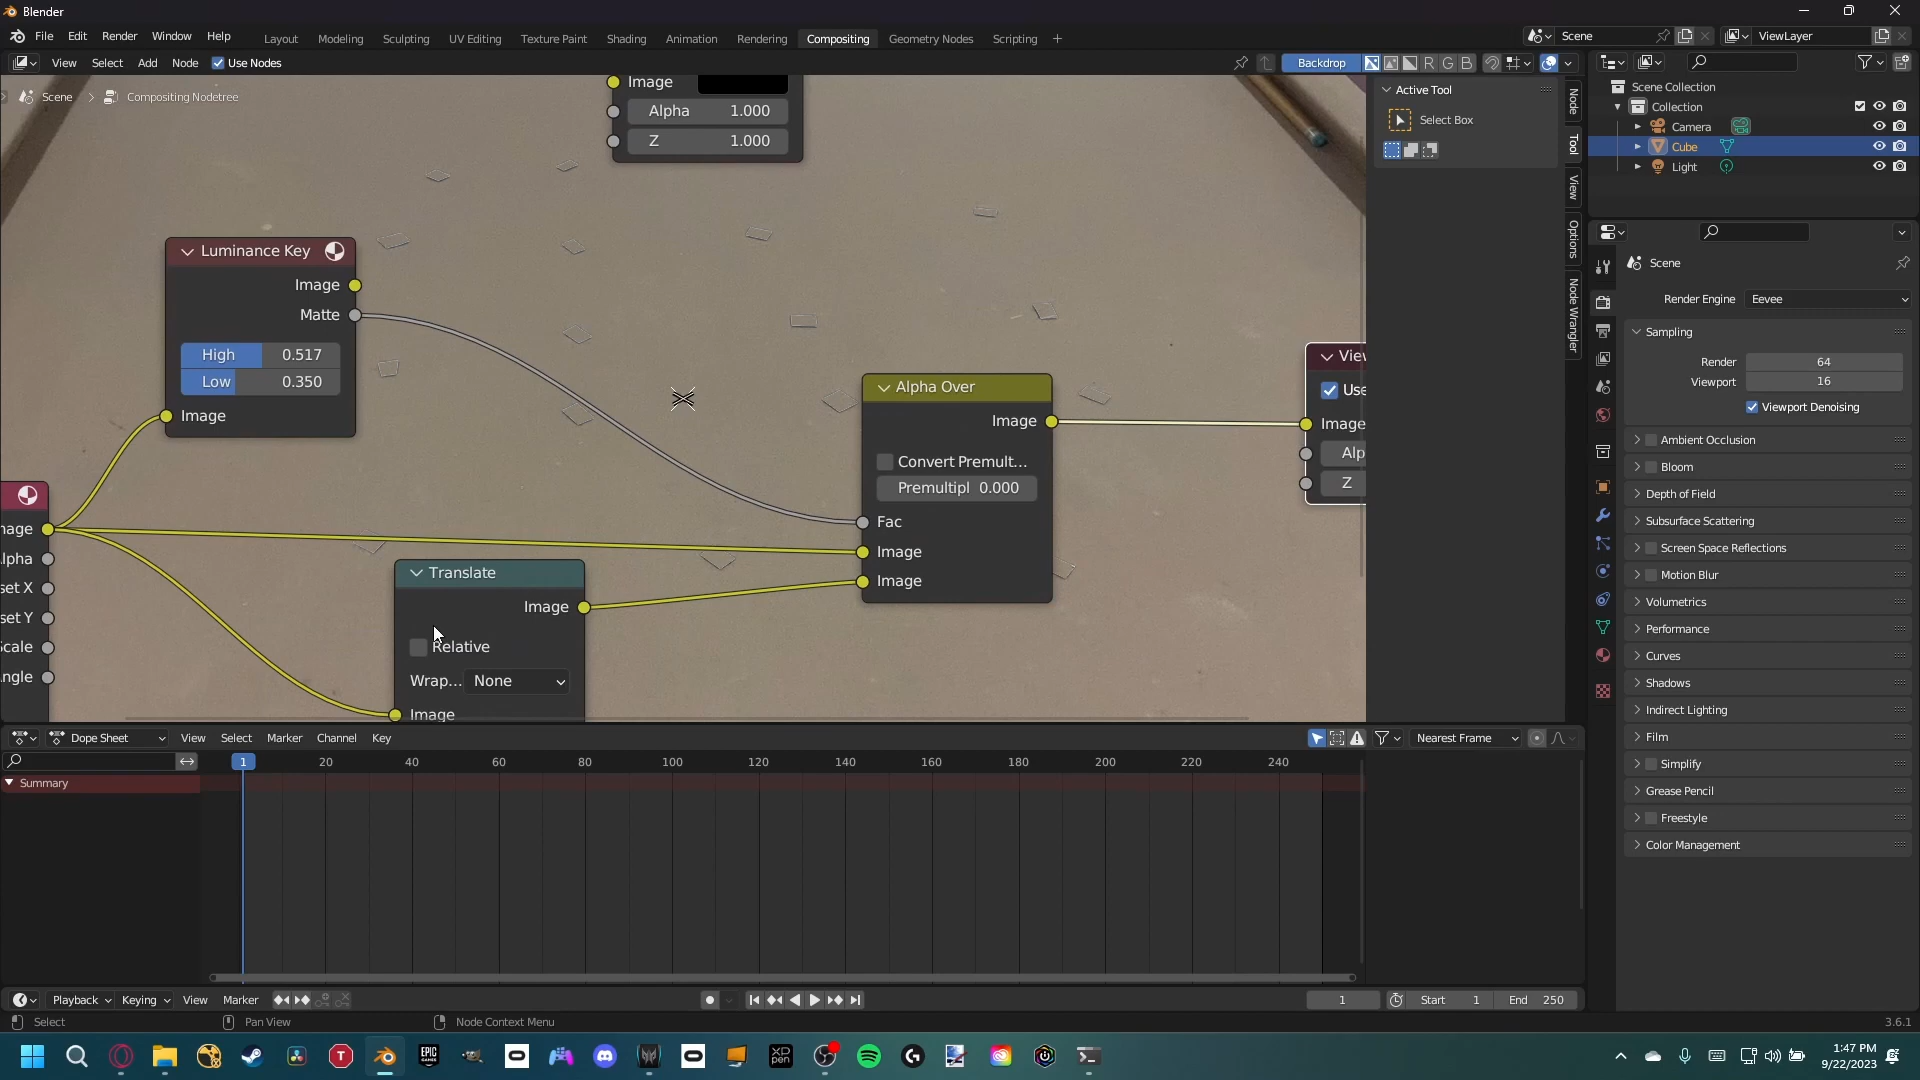 Blender
File Edit Render Window Help
Layout Modeling Sculpting UV Editing Texture Paint Shading Animation Rendering Compositing Geometry Nodes Scripting +
Scene ViewLayer
View Select Add Node Use Nodes
Backdrop R G B
Scene > Compositing Nodetree
Image
Alpha 1.000
Z 1.000
Luminance Key
Image
Matte
High 0.517
Low 0.350
Image
nage
lpha
set X
set Y
cale
ngle
Translate
Image
Relative
Wrap... None
Image
Alpha Over
Image
Convert Premult...
Premultipl 0.000
Fac
Image
Image
View
Use
Image
Alp
Z
Active Tool
Select Box
Node
Tool
View
Options
Node Wrangler
Scene Collection
Collection
Camera
Cube
Light
Scene
Render Engine Eevee
Sampling
Render 64
Viewport 16
Viewport Denoising
Ambient Occlusion
Bloom
Depth of Field
Subsurface Scattering
Screen Space Reflections
Motion Blur
Volumetrics
Performance
Curves
Shadows
Indirect Lighting
Film
Simplify
Grease Pencil
Freestyle
Color Management
Dope Sheet View Select Marker Channel Key
Nearest Frame
1 20 40 60 80 100 120 140 160 180 200 220 240
Summary
Playback Keying View Marker
1 Start 1 End 250
Select Pan View Node Context Menu
3.6.1
T EPIC GAMES XP PEN
1:47 PM
9/22/2023